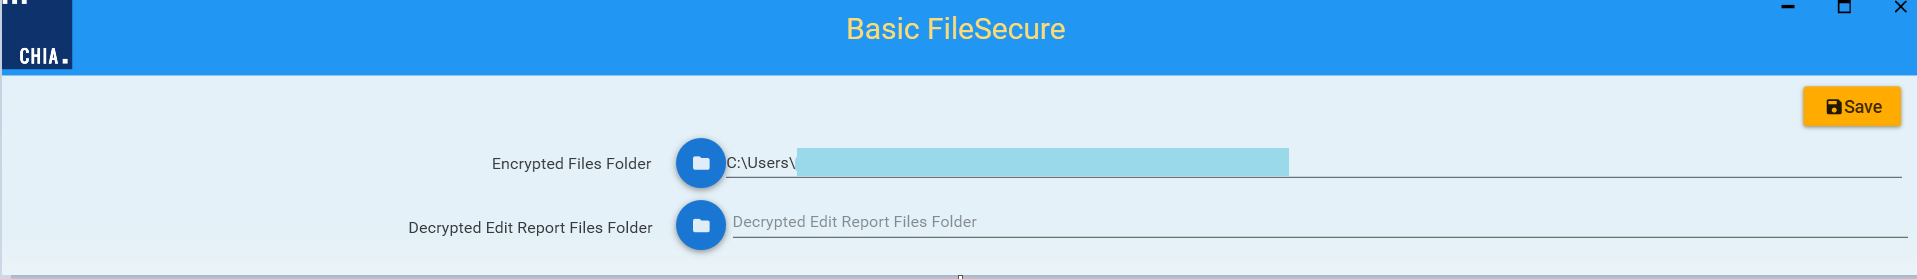 Basic FileSecure
CHIA.
Save
Encrypted Files Folder C:\Users\
Decrypted Edit Report Files Folder Decrypted Edit Report Files Folder